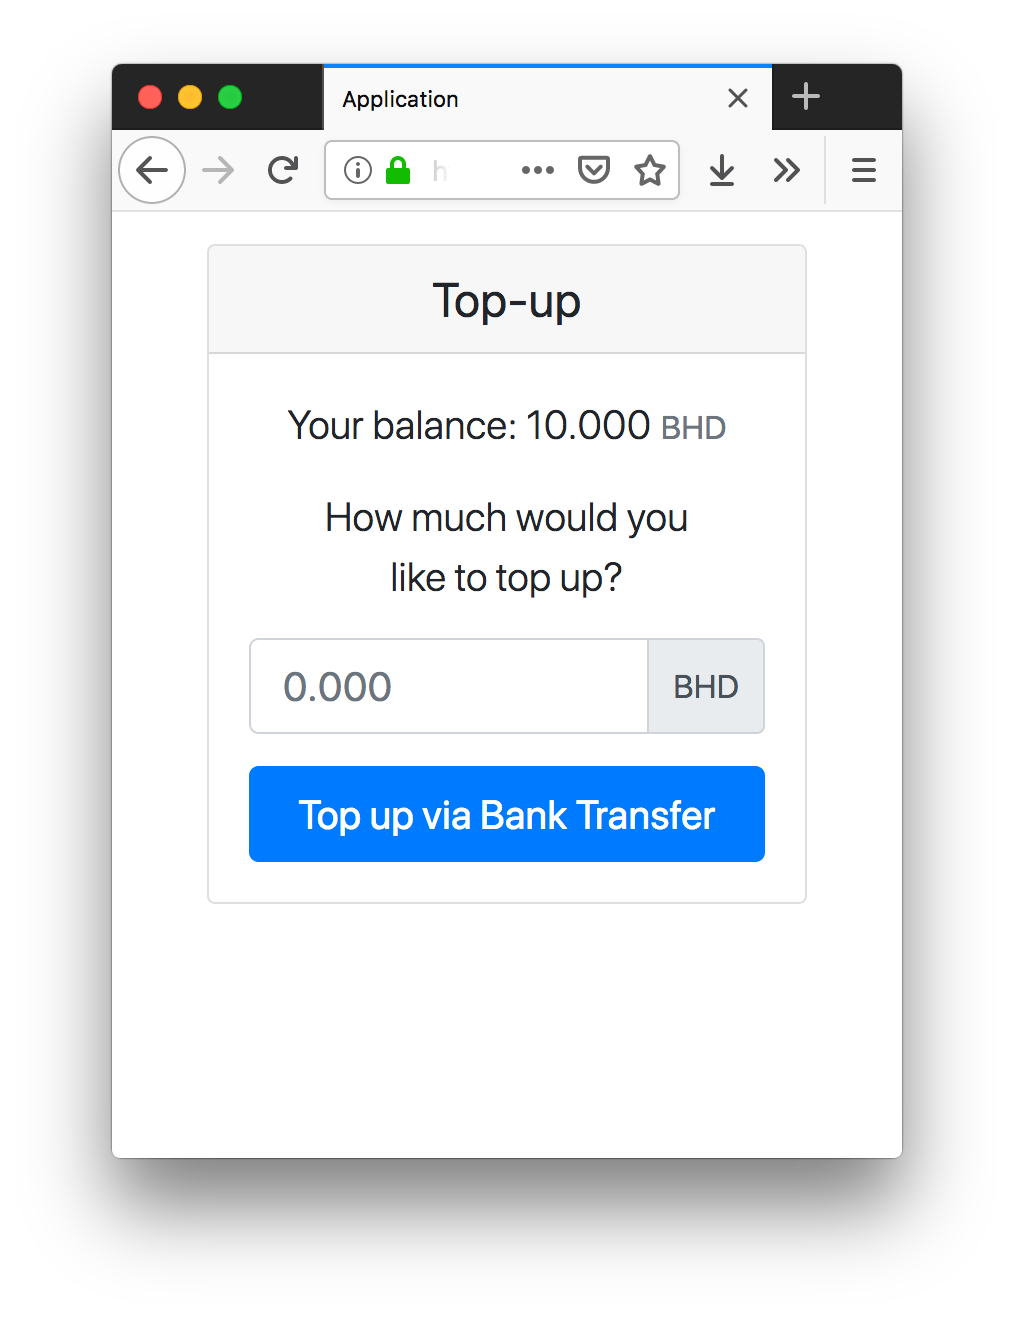 Application
h
Top-up
Your balance: 10.000 BHD
How much would you
like to top up?
0.000 BHD
Top up via Bank Transfer